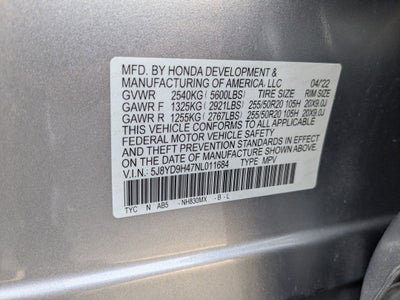 MFD. BY HONDA DEVELOPMENT &
MANUFACTURING OF AMERICA, LLC 04/22
GVWR 2540KG (5600LBS) TIRE SIZE RIM SIZE
GAWR F 1325KG (2921LBS) 255/50R20 105H 20X9.0J
GAWR R 1255KG (2767LBS) 255/50R20 105H 20X9.0J
THIS VEHICLE CONFORMS TO ALL APPLICABLE
FEDERAL MOTOR VEHICLE SAFETY, BUMPER,
AND THEFT PREVENTION STANDARDS IN EFFECT
ON THE DATE OF MANUFACTURE SHOWN ABOVE.
V.I.N.: 5J8YD9H47NL011684 TYPE: MPV
TYC N AB5 -NH830MX -B -L